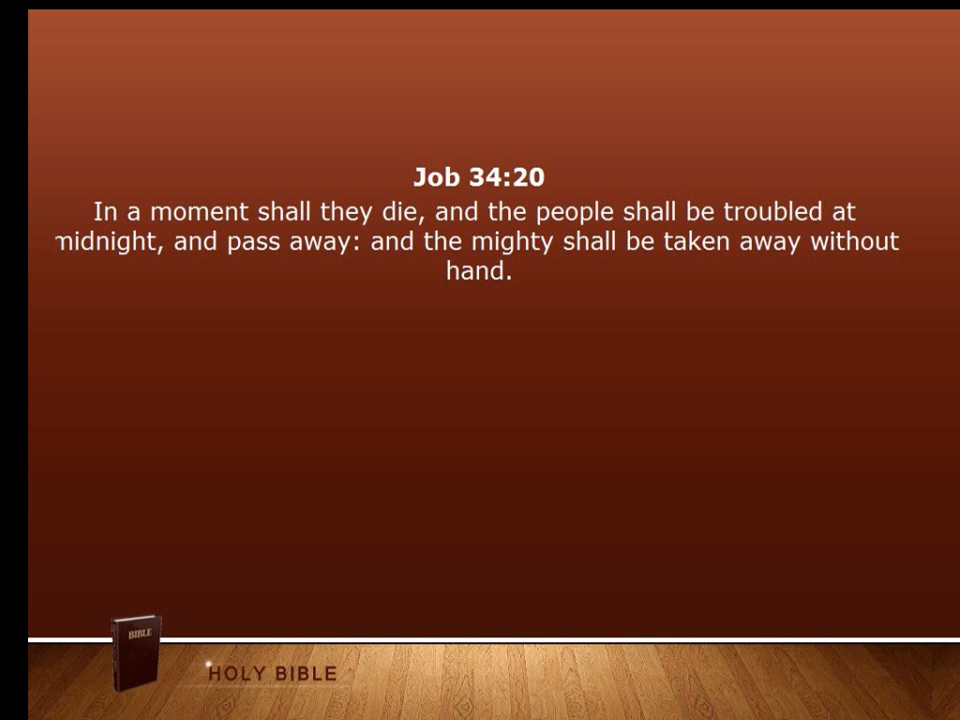 Job 34:20
In a moment shall they die, and the people shall be troubled at
midnight, and pass away: and the mighty shall be taken away without
hand.
BIBLE
HOLY BIBLE